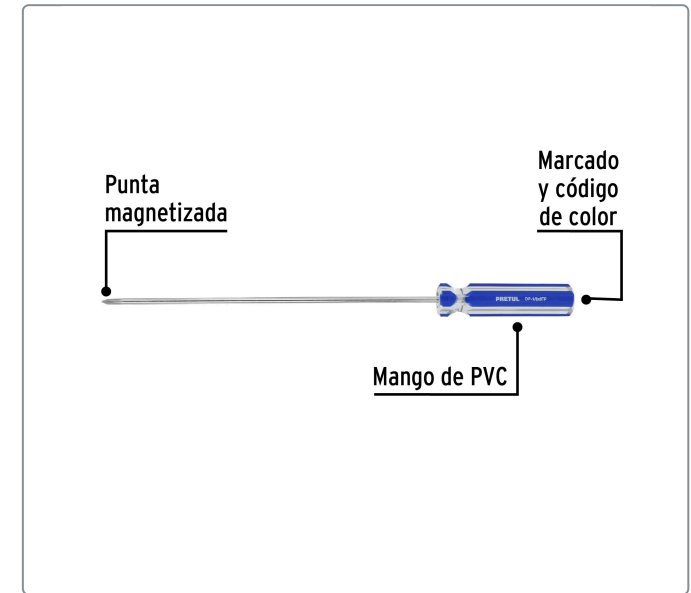 Marcado
y código
de color
Punta
magnetizada
PRETUL
Mango de PVC